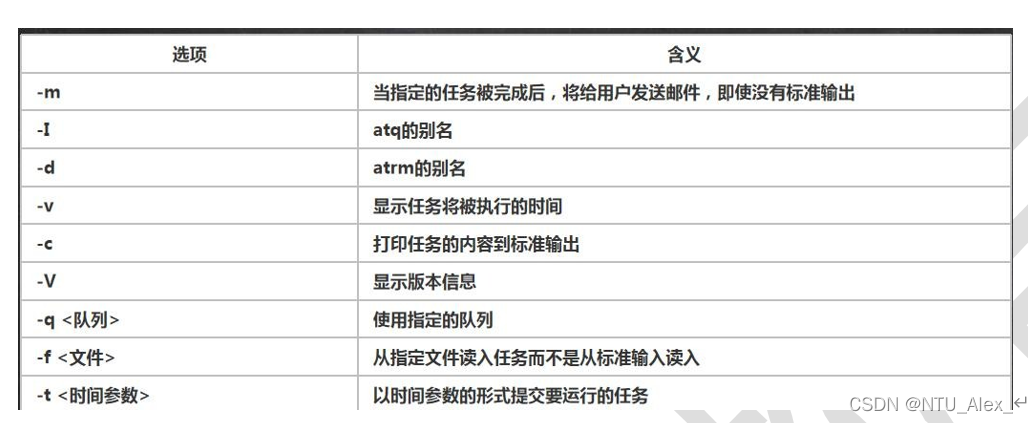 选项 含义
-m 当指定的任务被完成后，将给用户发送邮件，即使没有标准输出
-I atq的别名
-d atrm的别名
-v 显示任务将被执行的时间
-c 打印任务的内容到标准输出
-V 显示版本信息
-q <队列> 使用指定的队列
-f <文件> 从指定文件读入任务而不是从标准输入读入
-t <时间参数> 以时间参数的形式提交要运行的任务
CSDN @NTU_Alex_↵